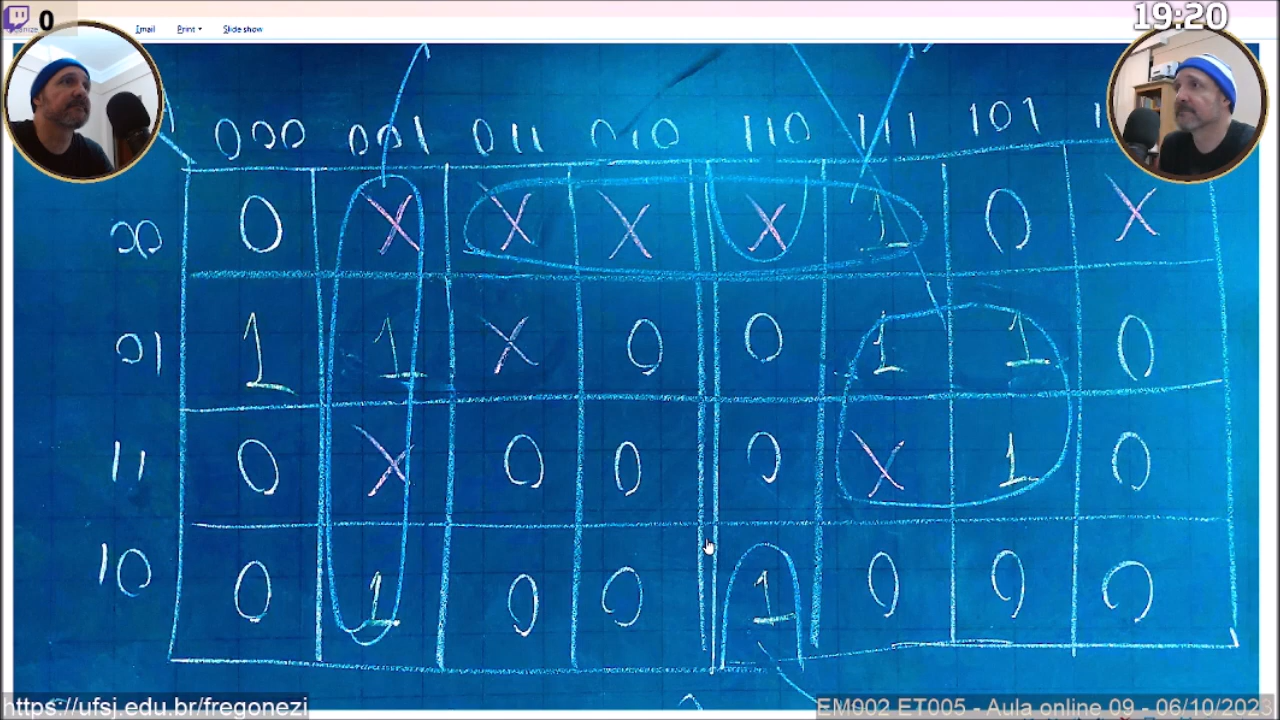 0
19:20
Email Print Slide show
000 001 011 010 110 111 101
00 0 X X X X 1 0 X
01 1 1 X 0 0 1 1 0
11 0 X 0 0 0 X 1 0
10 0 1 0 0 1 0 0 0
https://ufsj.edu.br/fregonezi
EM902 ET005 - Aula online 09 - 06/10/2023